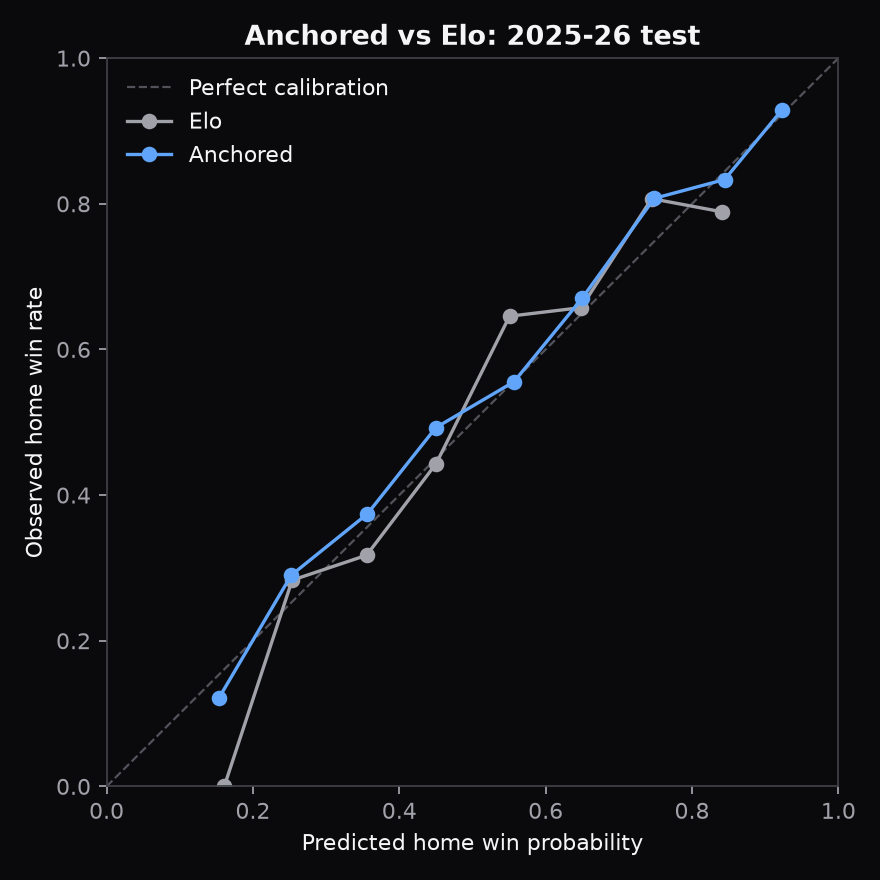 Anchored vs Elo: 2025-26 test
1.0
Perfect calibration
Elo
Anchored
0.8
0.6
0.4
0.2
0.0
Observed home win rate
0.0 0.2 0.4 0.6 0.8 1.0
Predicted home win probability